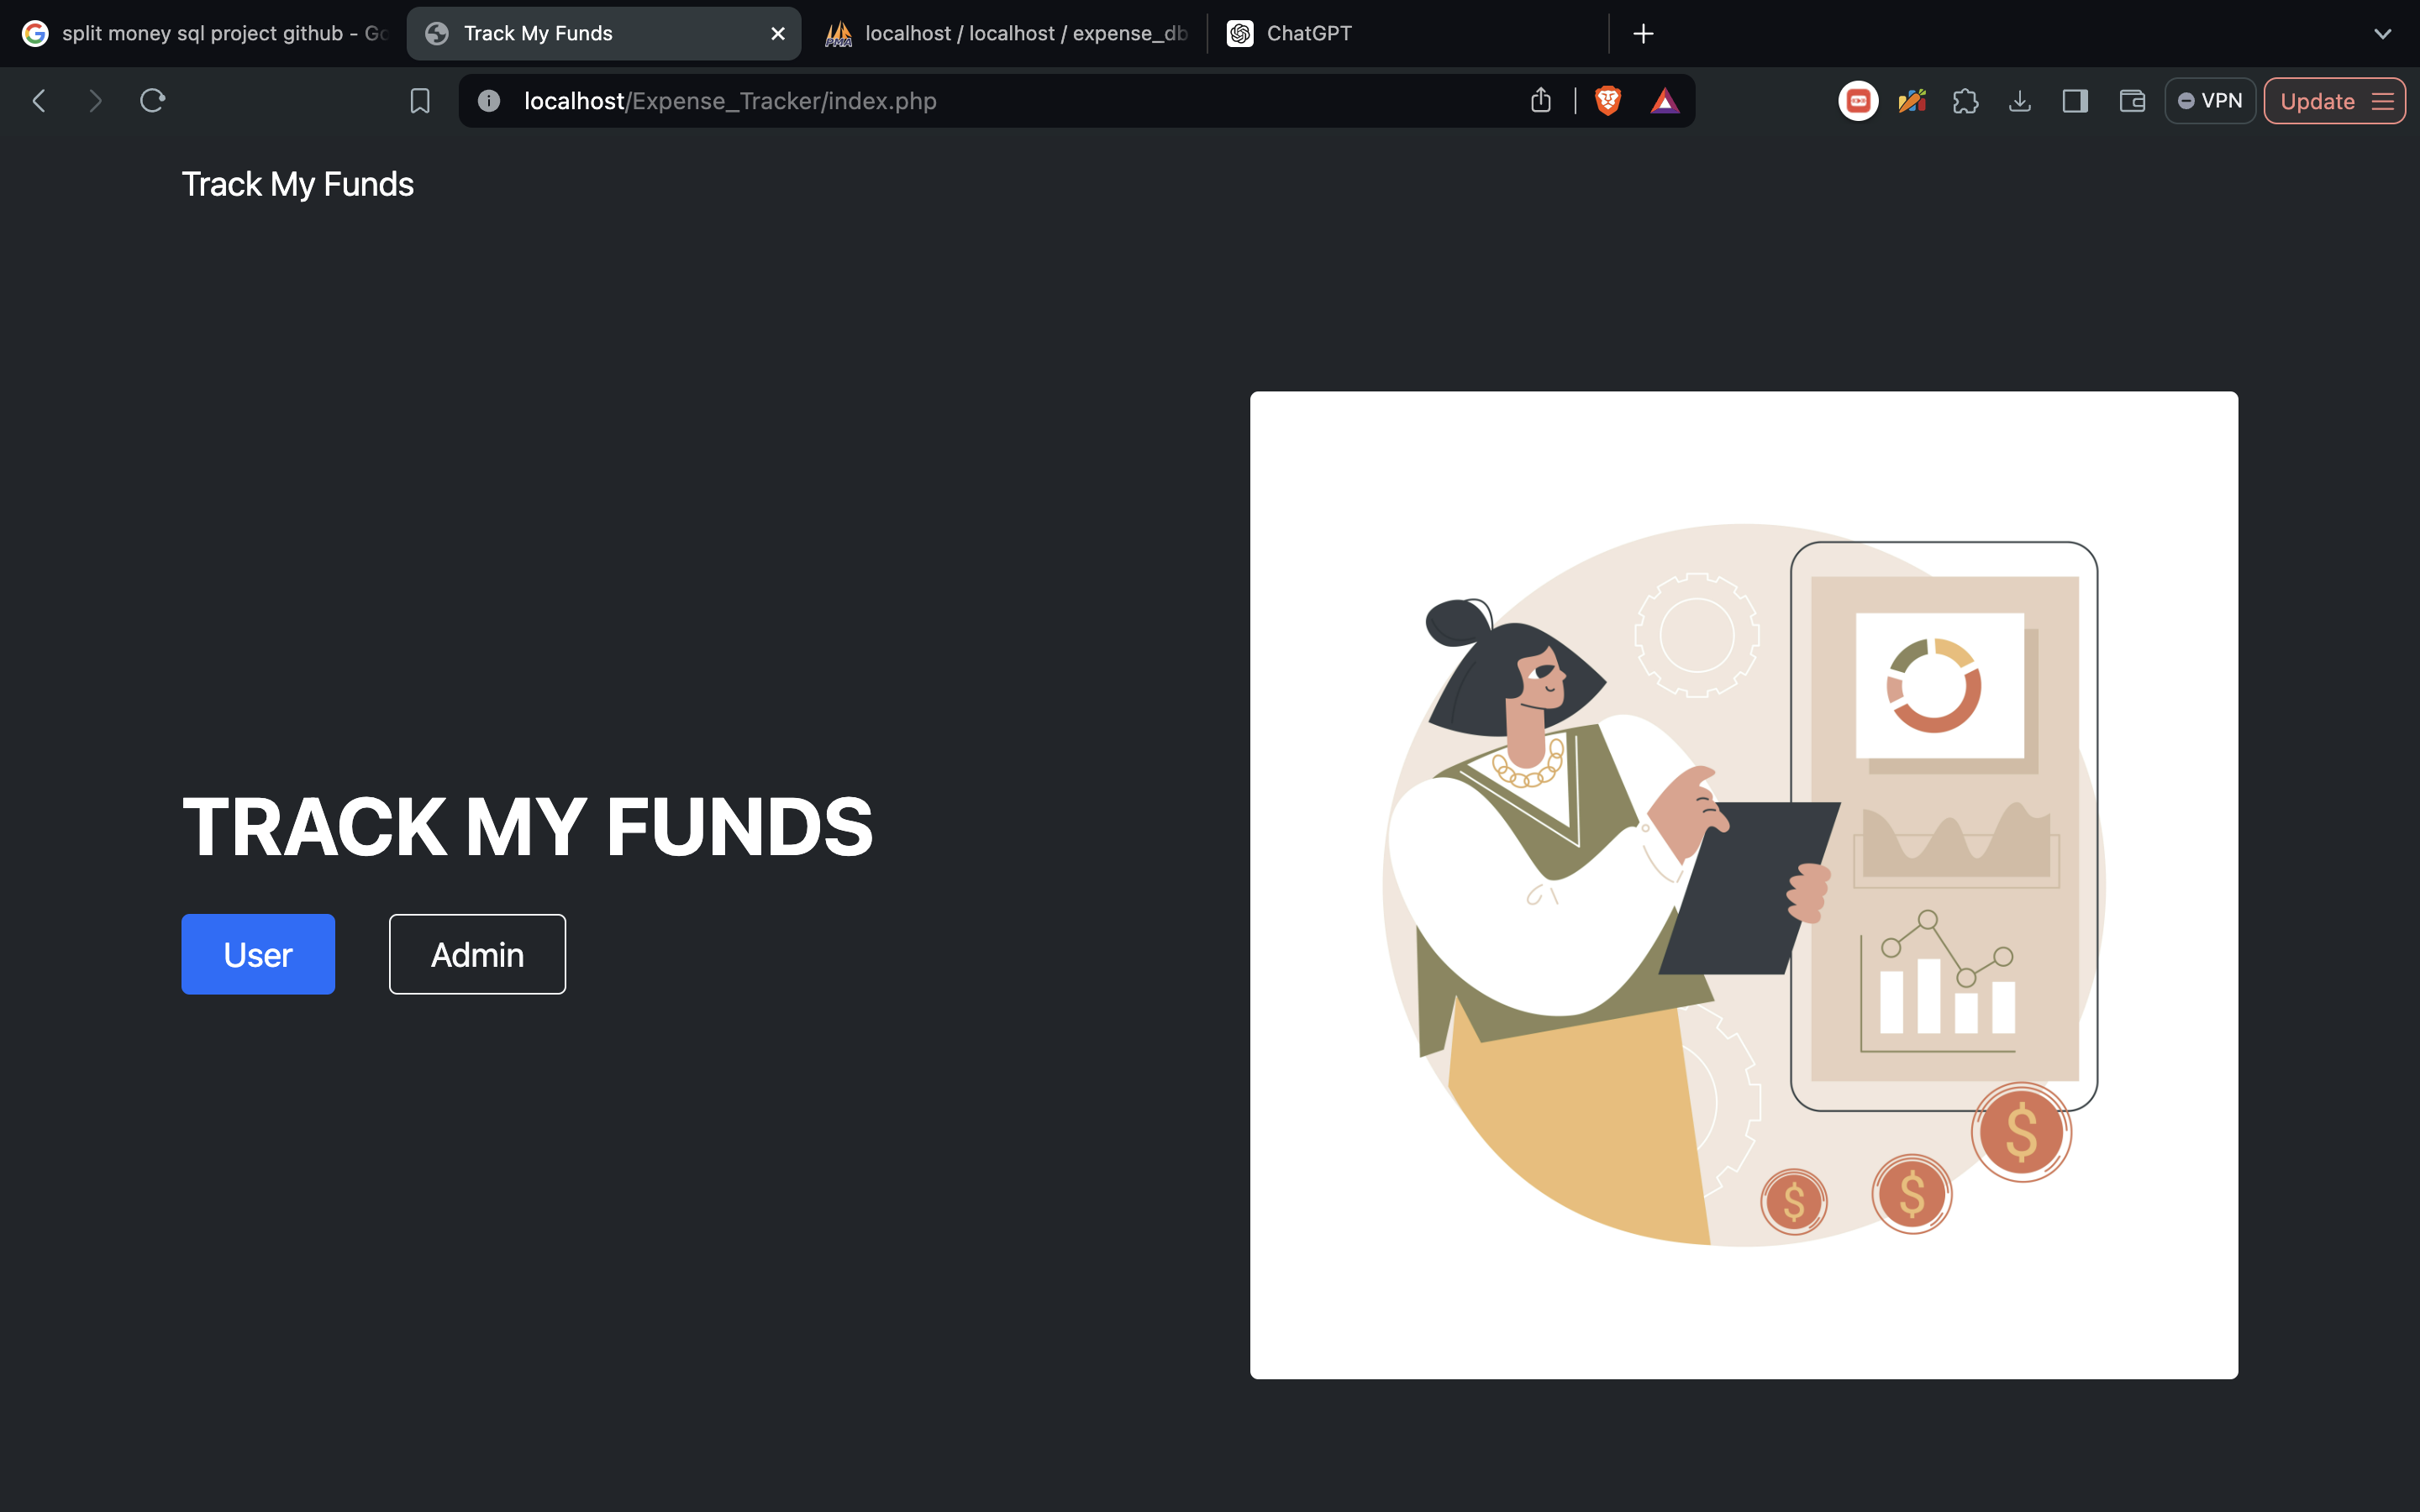 split money sql project github - Go
Track My Funds
localhost / localhost / expense_db
ChatGPT
localhost/Expense_Tracker/index.php
VPN
Update
Track My Funds
TRACK MY FUNDS
User
Admin
$
$
$
PMA